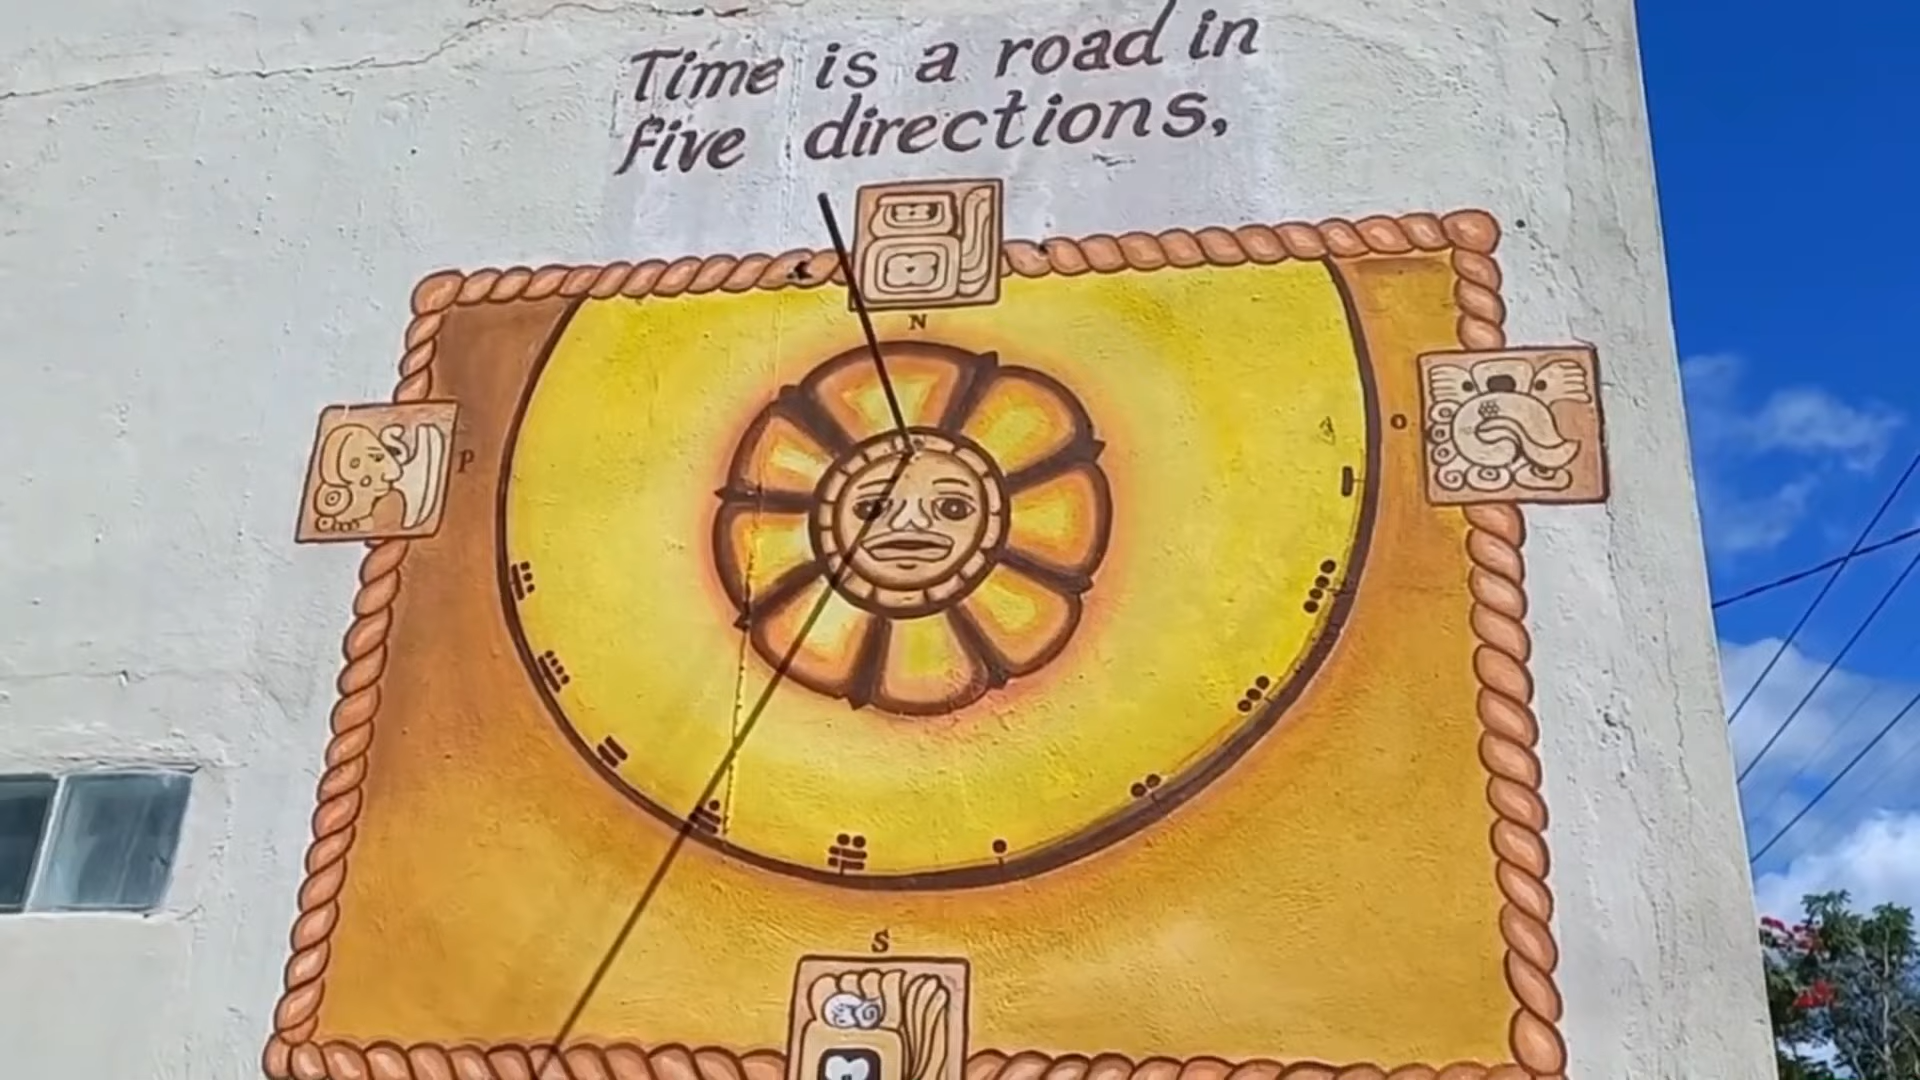 Time is a road in
five directions,
N
P
O
S